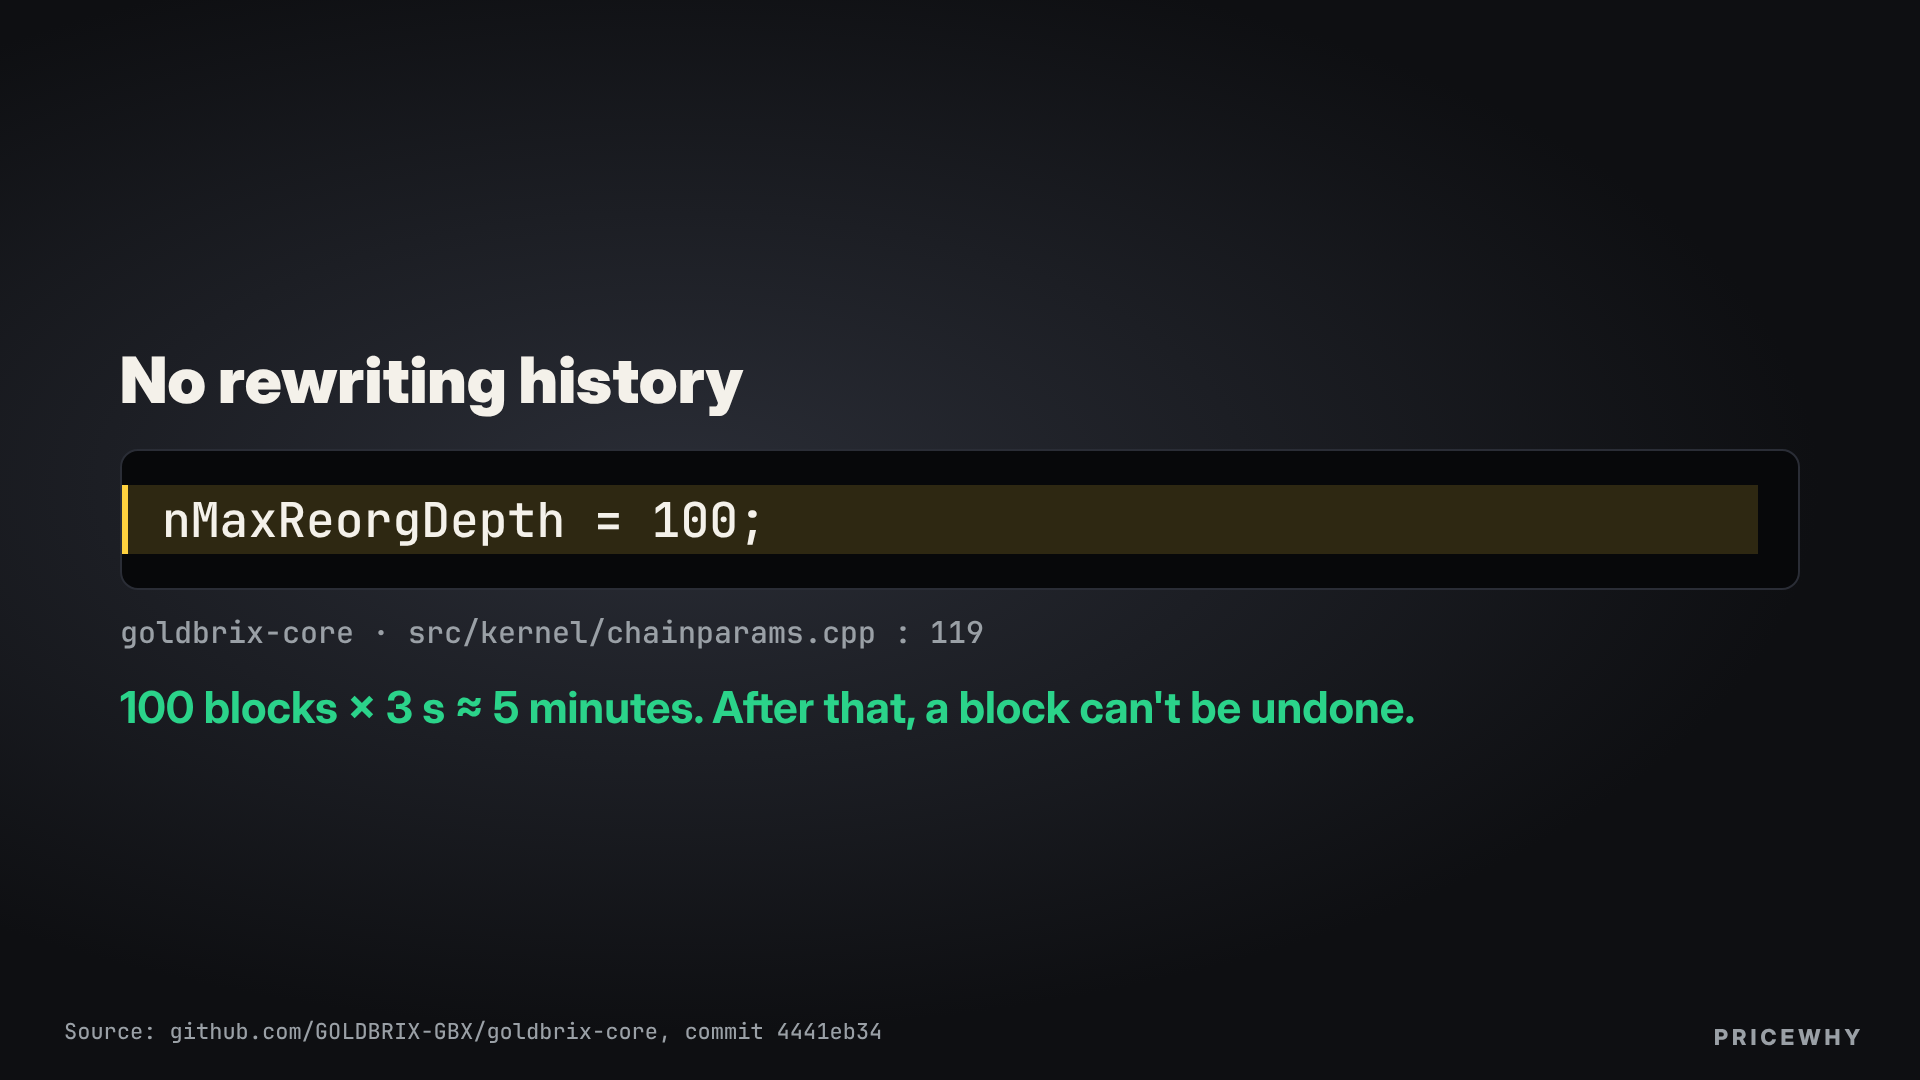 No rewriting history
nMaxReorgDepth = 100;
goldbrix-core · src/kernel/chainparams.cpp : 119
100 blocks × 3 s ≈ 5 minutes. After that, a block can't be undone.
Source: github.com/GOLDBRIX-GBX/goldbrix-core, commit 4441eb34
PRICEWHY